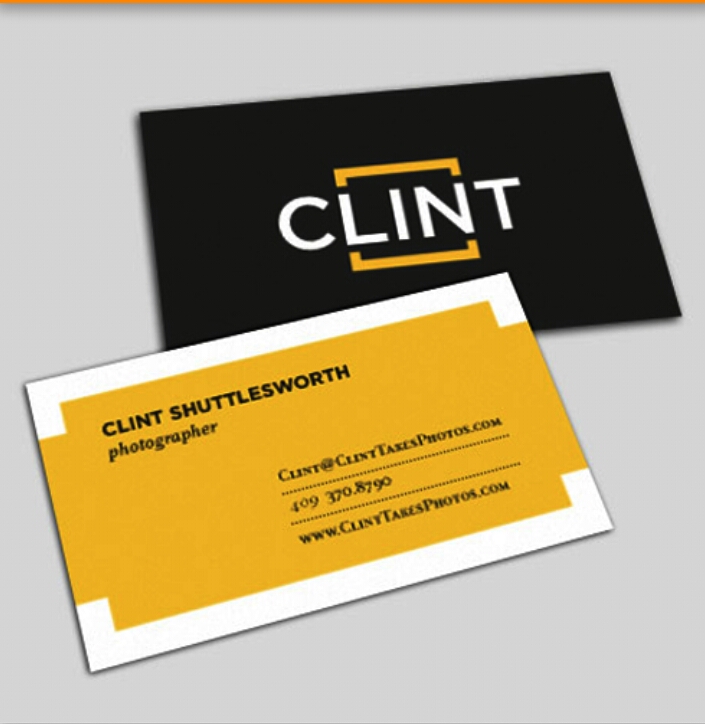 CLINT
CLINT SHUTTLESWORTH
photographer
Clint@ClintTakesPhotos.com
409 370.8790
www.ClintTakesPhotos.com